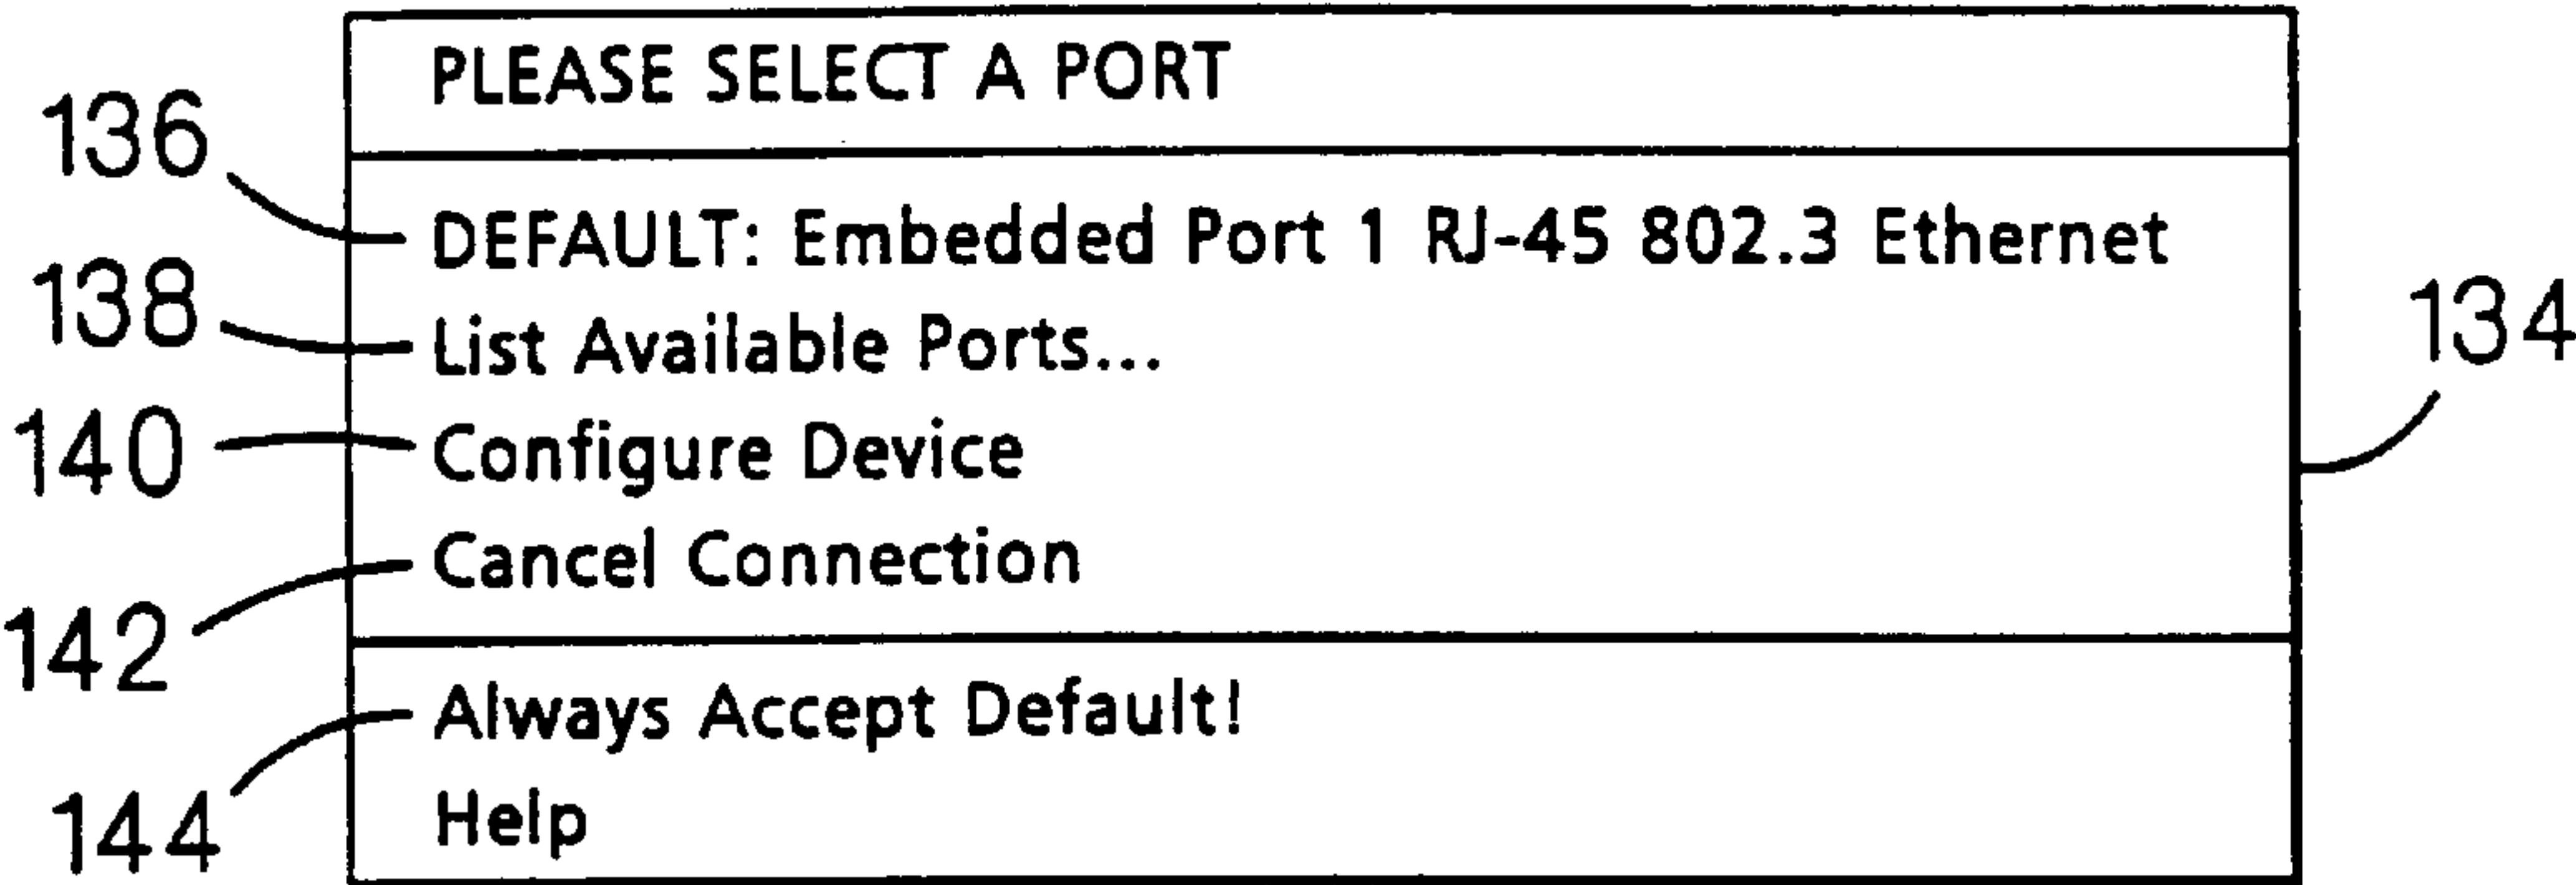 PLEASE SELECT A PORT
136
DEFAULT: Embedded Port 1 RJ-45 802.3 Ethernet
138
List Available Ports...
134
140
Configure Device
142
Cancel Connection
144
Always Accept Default!
Help